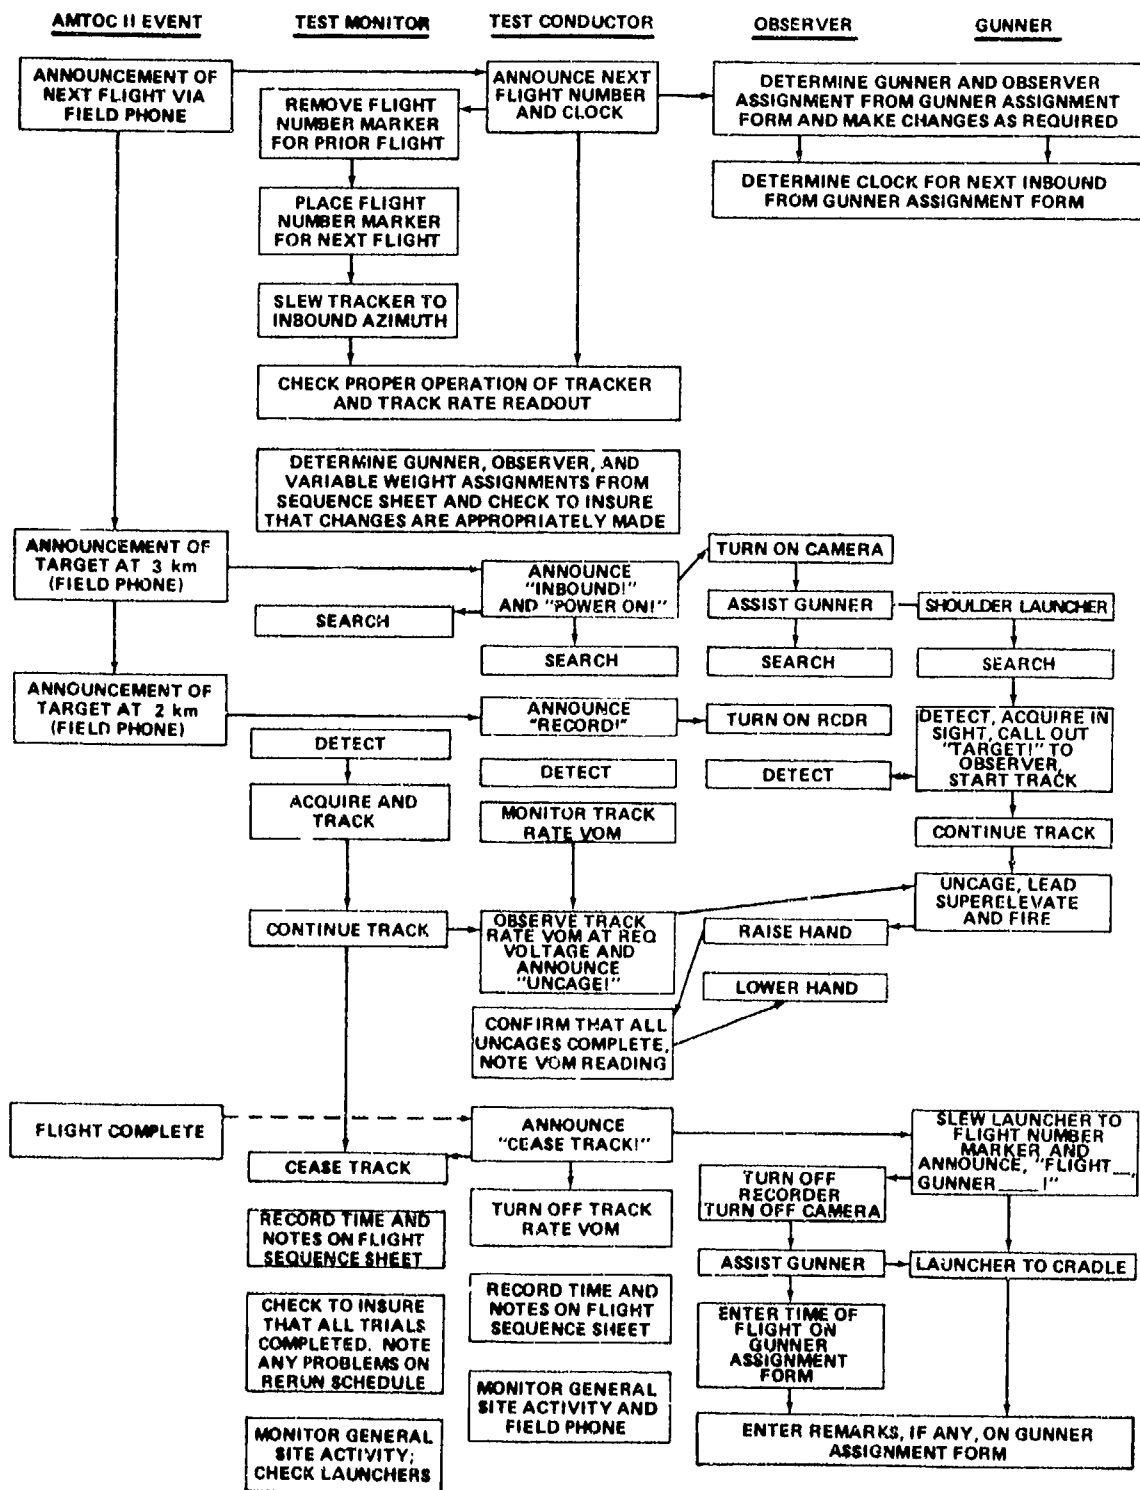 AMTOC II EVENT
TEST MONITOR
TEST CONDUCTOR
OBSERVER
GUNNER
ANNOUNCEMENT OF
NEXT FLIGHT VIA
FIELD PHONE
REMOVE FLIGHT
NUMBER MARKER
FOR PRIOR FLIGHT
ANNOUNCE NEXT
FLIGHT NUMBER
AND CLOCK
DETERMINE GUNNER AND OBSERVER
ASSIGNMENT FROM GUNNER ASSIGNMENT
FORM AND MAKE CHANGES AS REQUIRED
PLACE FLIGHT
NUMBER MARKER
FOR NEXT FLIGHT
DETERMINE CLOCK FOR NEXT INBOUND
FROM GUNNER ASSIGNMENT FORM
SLEW TRACKER TO
INBOUND AZIMUTH
CHECK PROPER OPERATION OF TRACKER
AND TRACK RATE READOUT
DETERMINE GUNNER, OBSERVER, AND
VARIABLE WEIGHT ASSIGNMENTS FROM
SEQUENCE SHEET AND CHECK TO INSURE
THAT CHANGES ARE APPROPRIATELY MADE
ANNOUNCEMENT OF
TARGET AT 3 km
(FIELD PHONE)
ANNOUNCE
"INBOUND!"
AND "POWER ON!"
TURN ON CAMERA
SEARCH
ASSIST GUNNER
SHOULDER LAUNCHER
SEARCH
SEARCH
SEARCH
ANNOUNCEMENT OF
TARGET AT 2 km
(FIELD PHONE)
ANNOUNCE
"RECORD!"
TURN ON RCDR
DETECT, ACQUIRE IN
SIGHT, CALL OUT
"TARGET!" TO
OBSERVER,
START TRACK
DETECT
DETECT
DETECT
ACQUIRE AND
TRACK
MONITOR TRACK
RATE VOM
CONTINUE TRACK
UNCAGE, LEAD
SUPERELEVATE
AND FIRE
CONTINUE TRACK
OBSERVE TRACK
RATE VOM AT REQ
VOLTAGE AND
ANNOUNCE
"UNCAGE!"
RAISE HAND
LOWER HAND
CONFIRM THAT ALL
UNCAGES COMPLETE,
NOTE VOM READING
FLIGHT COMPLETE
ANNOUNCE
"CEASE TRACK!"
SLEW LAUNCHER TO
FLIGHT NUMBER
MARKER AND
ANNOUNCE, "FLIGHT__,
GUNNER____!"
CEASE TRACK
TURN OFF
RECORDER
TURN OFF CAMERA
TURN OFF TRACK
RATE VOM
RECORD TIME AND
NOTES ON FLIGHT
SEQUENCE SHEET
ASSIST GUNNER
LAUNCHER TO CRADLE
RECORD TIME AND
NOTES ON FLIGHT
SEQUENCE SHEET
CHECK TO INSURE
THAT ALL TRIALS
COMPLETED. NOTE
ANY PROBLEMS ON
RERUN SCHEDULE
ENTER TIME OF
FLIGHT ON
GUNNER
ASSIGNMENT
FORM
MONITOR GENERAL
SITE ACTIVITY AND
FIELD PHONE
MONITOR GENERAL
SITE ACTIVITY;
CHECK LAUNCHERS
ENTER REMARKS, IF ANY, ON GUNNER
ASSIGNMENT FORM